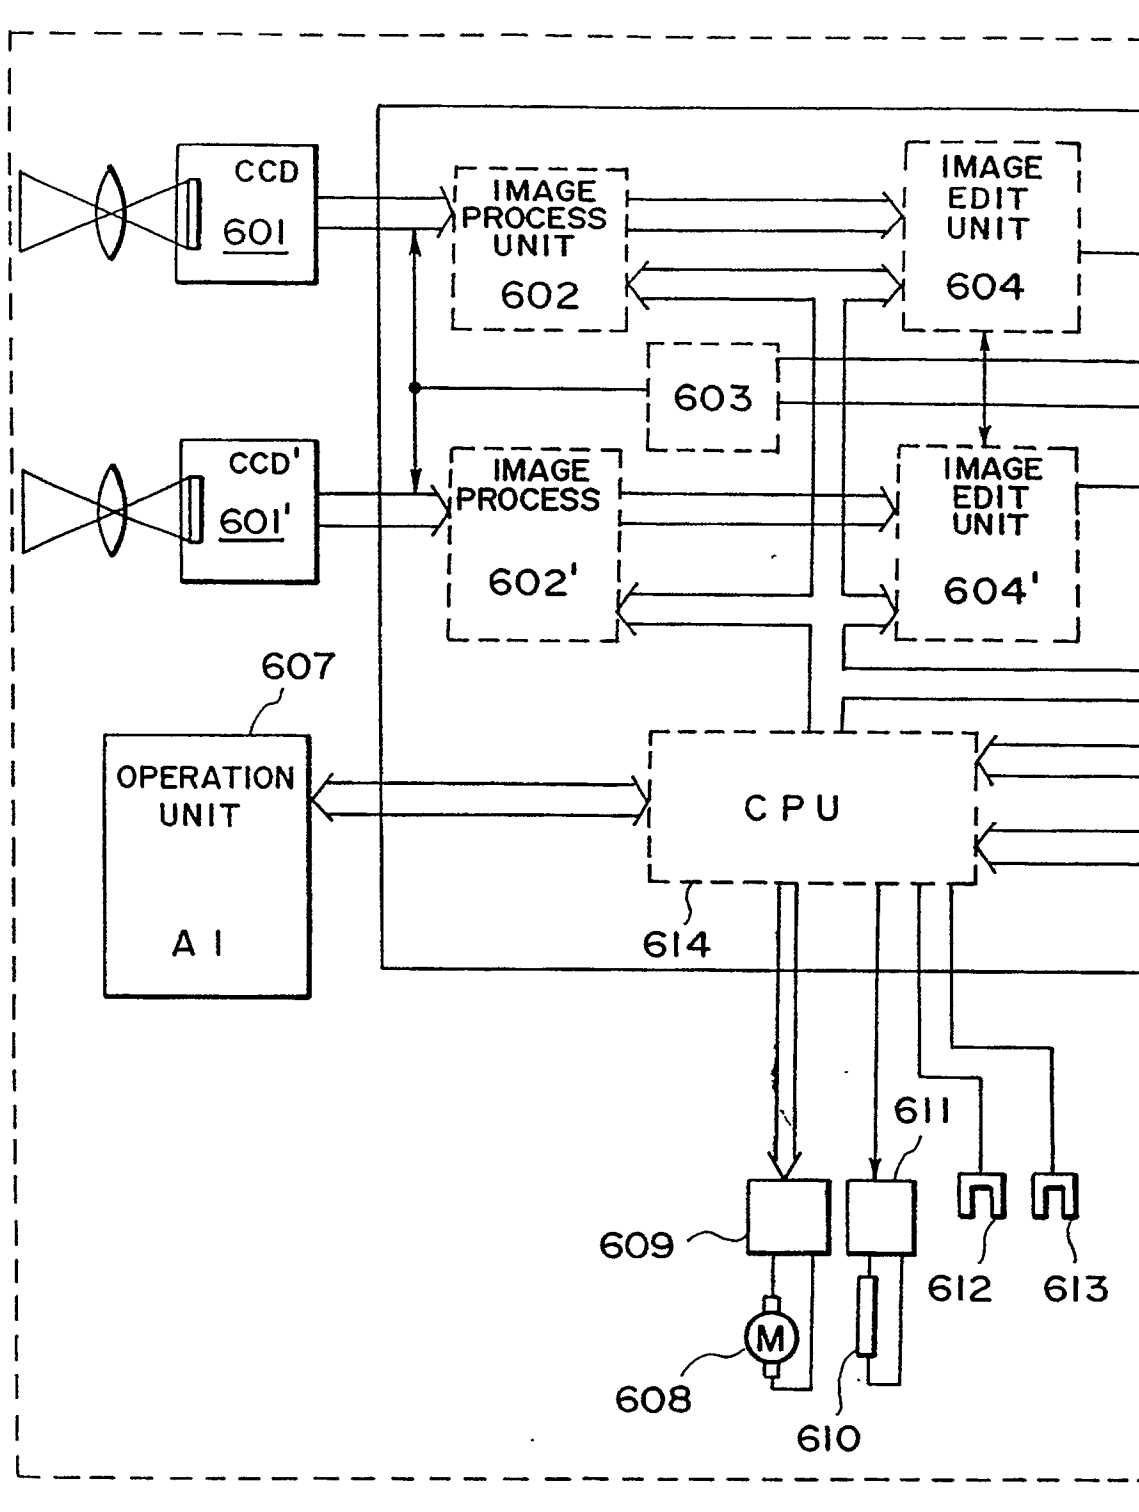 CCD
601
IMAGE
PROCESS
UNIT
602
IMAGE
EDIT
UNIT
604
603
CCD'
601'
IMAGE
PROCESS
602'
IMAGE
EDIT
UNIT
604'
607
OPERATION
UNIT
A1
CPU
614
611
609
612
613
M
608
610